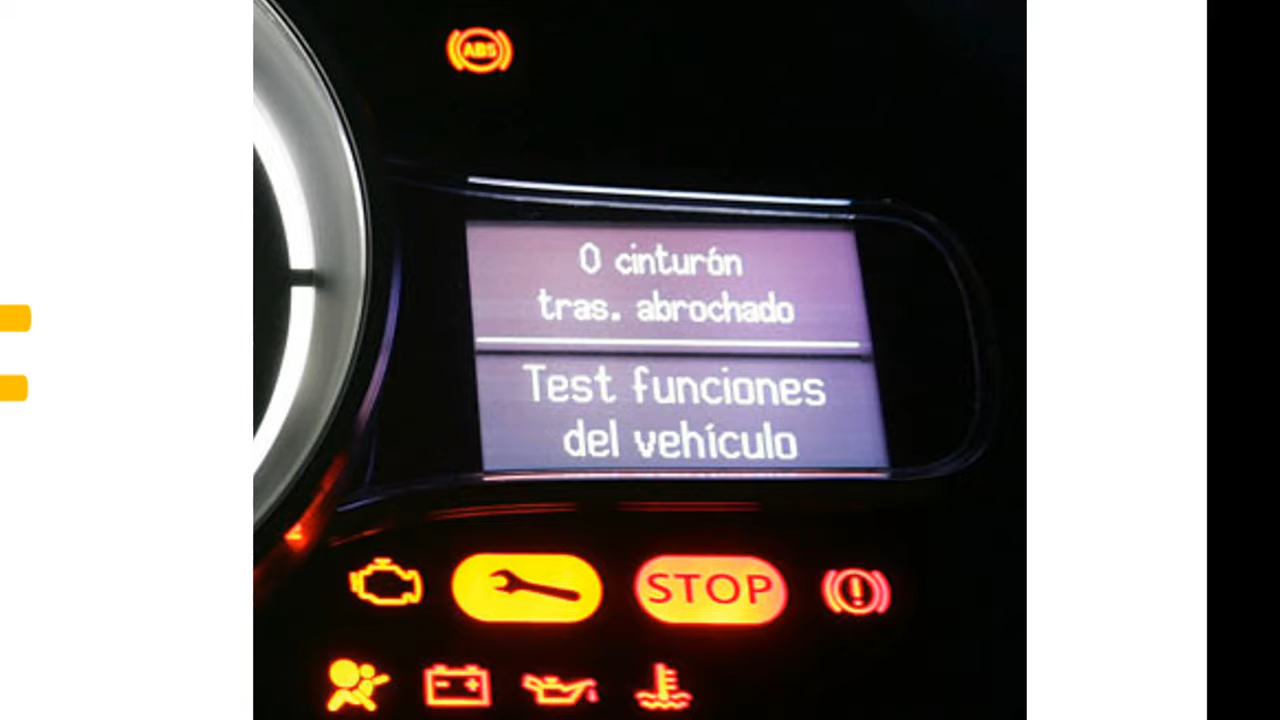 ABS
0 cinturón
tras. abrochado
Test funciones
del vehículo
STOP